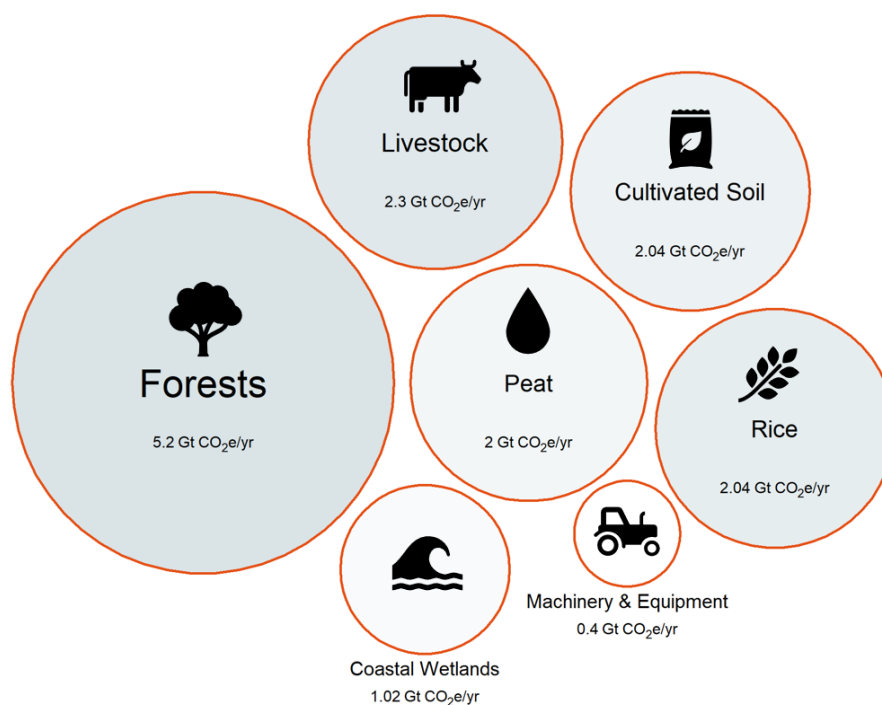 Livestock
2.3 Gt CO₂e/yr
Cultivated Soil
2.04 Gt CO₂e/yr
Forests
5.2 Gt CO₂e/yr
Peat
2 Gt CO₂e/yr
Rice
2.04 Gt CO₂e/yr
Machinery & Equipment
0.4 Gt CO₂e/yr
Coastal Wetlands
1.02 Gt CO₂e/yr